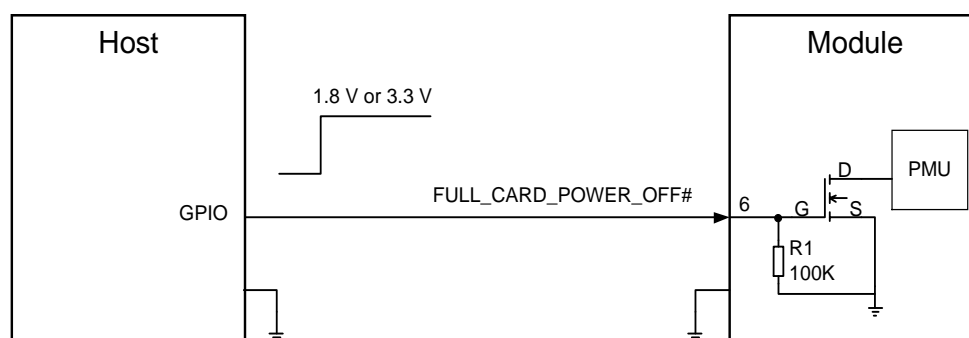 Host
Module
1.8 V or 3.3 V
PMU
D
FULL_CARD_POWER_OFF#
GPIO
6
G
S
R1
100K